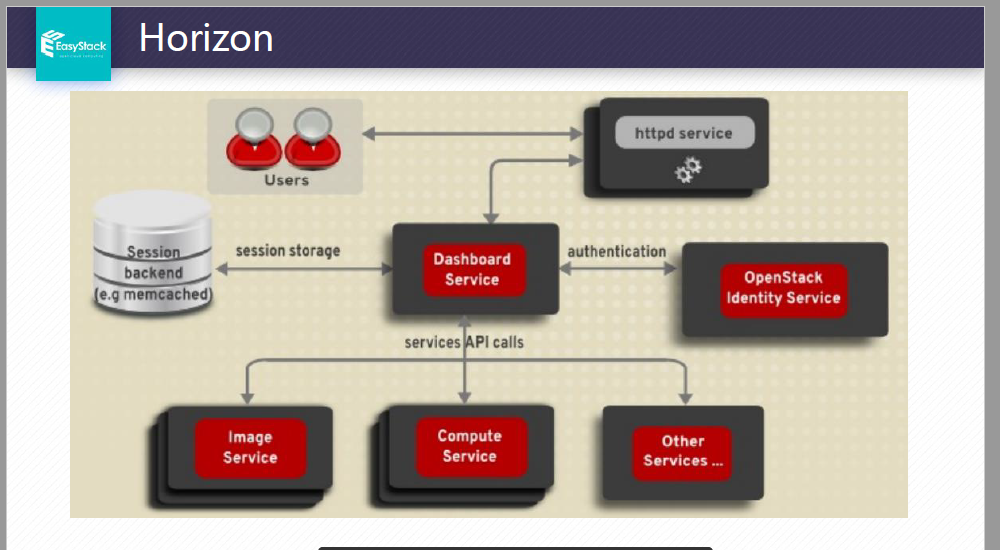 EasyStack
Horizon
Users
httpd service
Session
backend
(e.g memcached)
session storage
Dashboard
Service
authentication
OpenStack
Identity Service
services API calls
Image
Service
Compute
Service
Other
Services ...